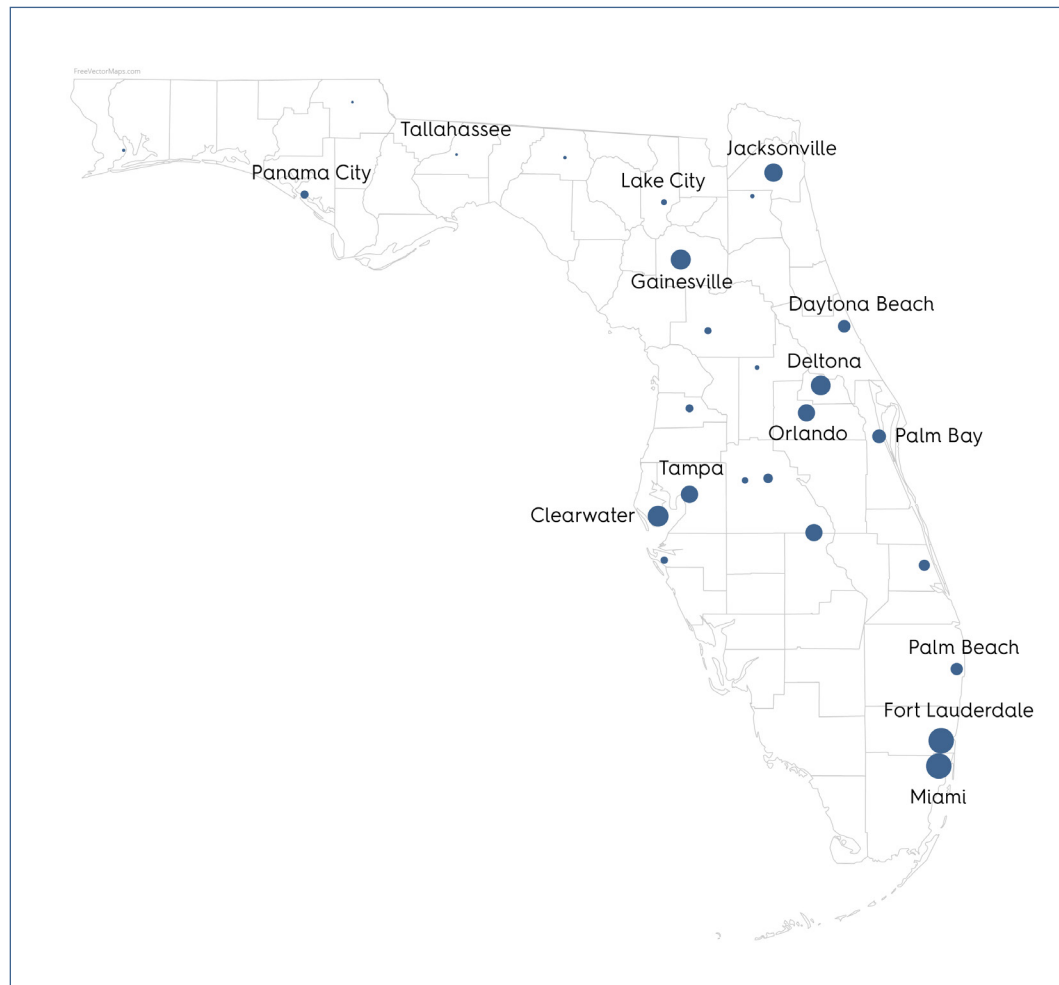 FreeVectorMaps.com
Tallahassee
Jacksonville
Panama City
Lake City
Gainesville
Daytona Beach
Deltona
Orlando
Palm Bay
Tampa
Clearwater
Palm Beach
Fort Lauderdale
Miami